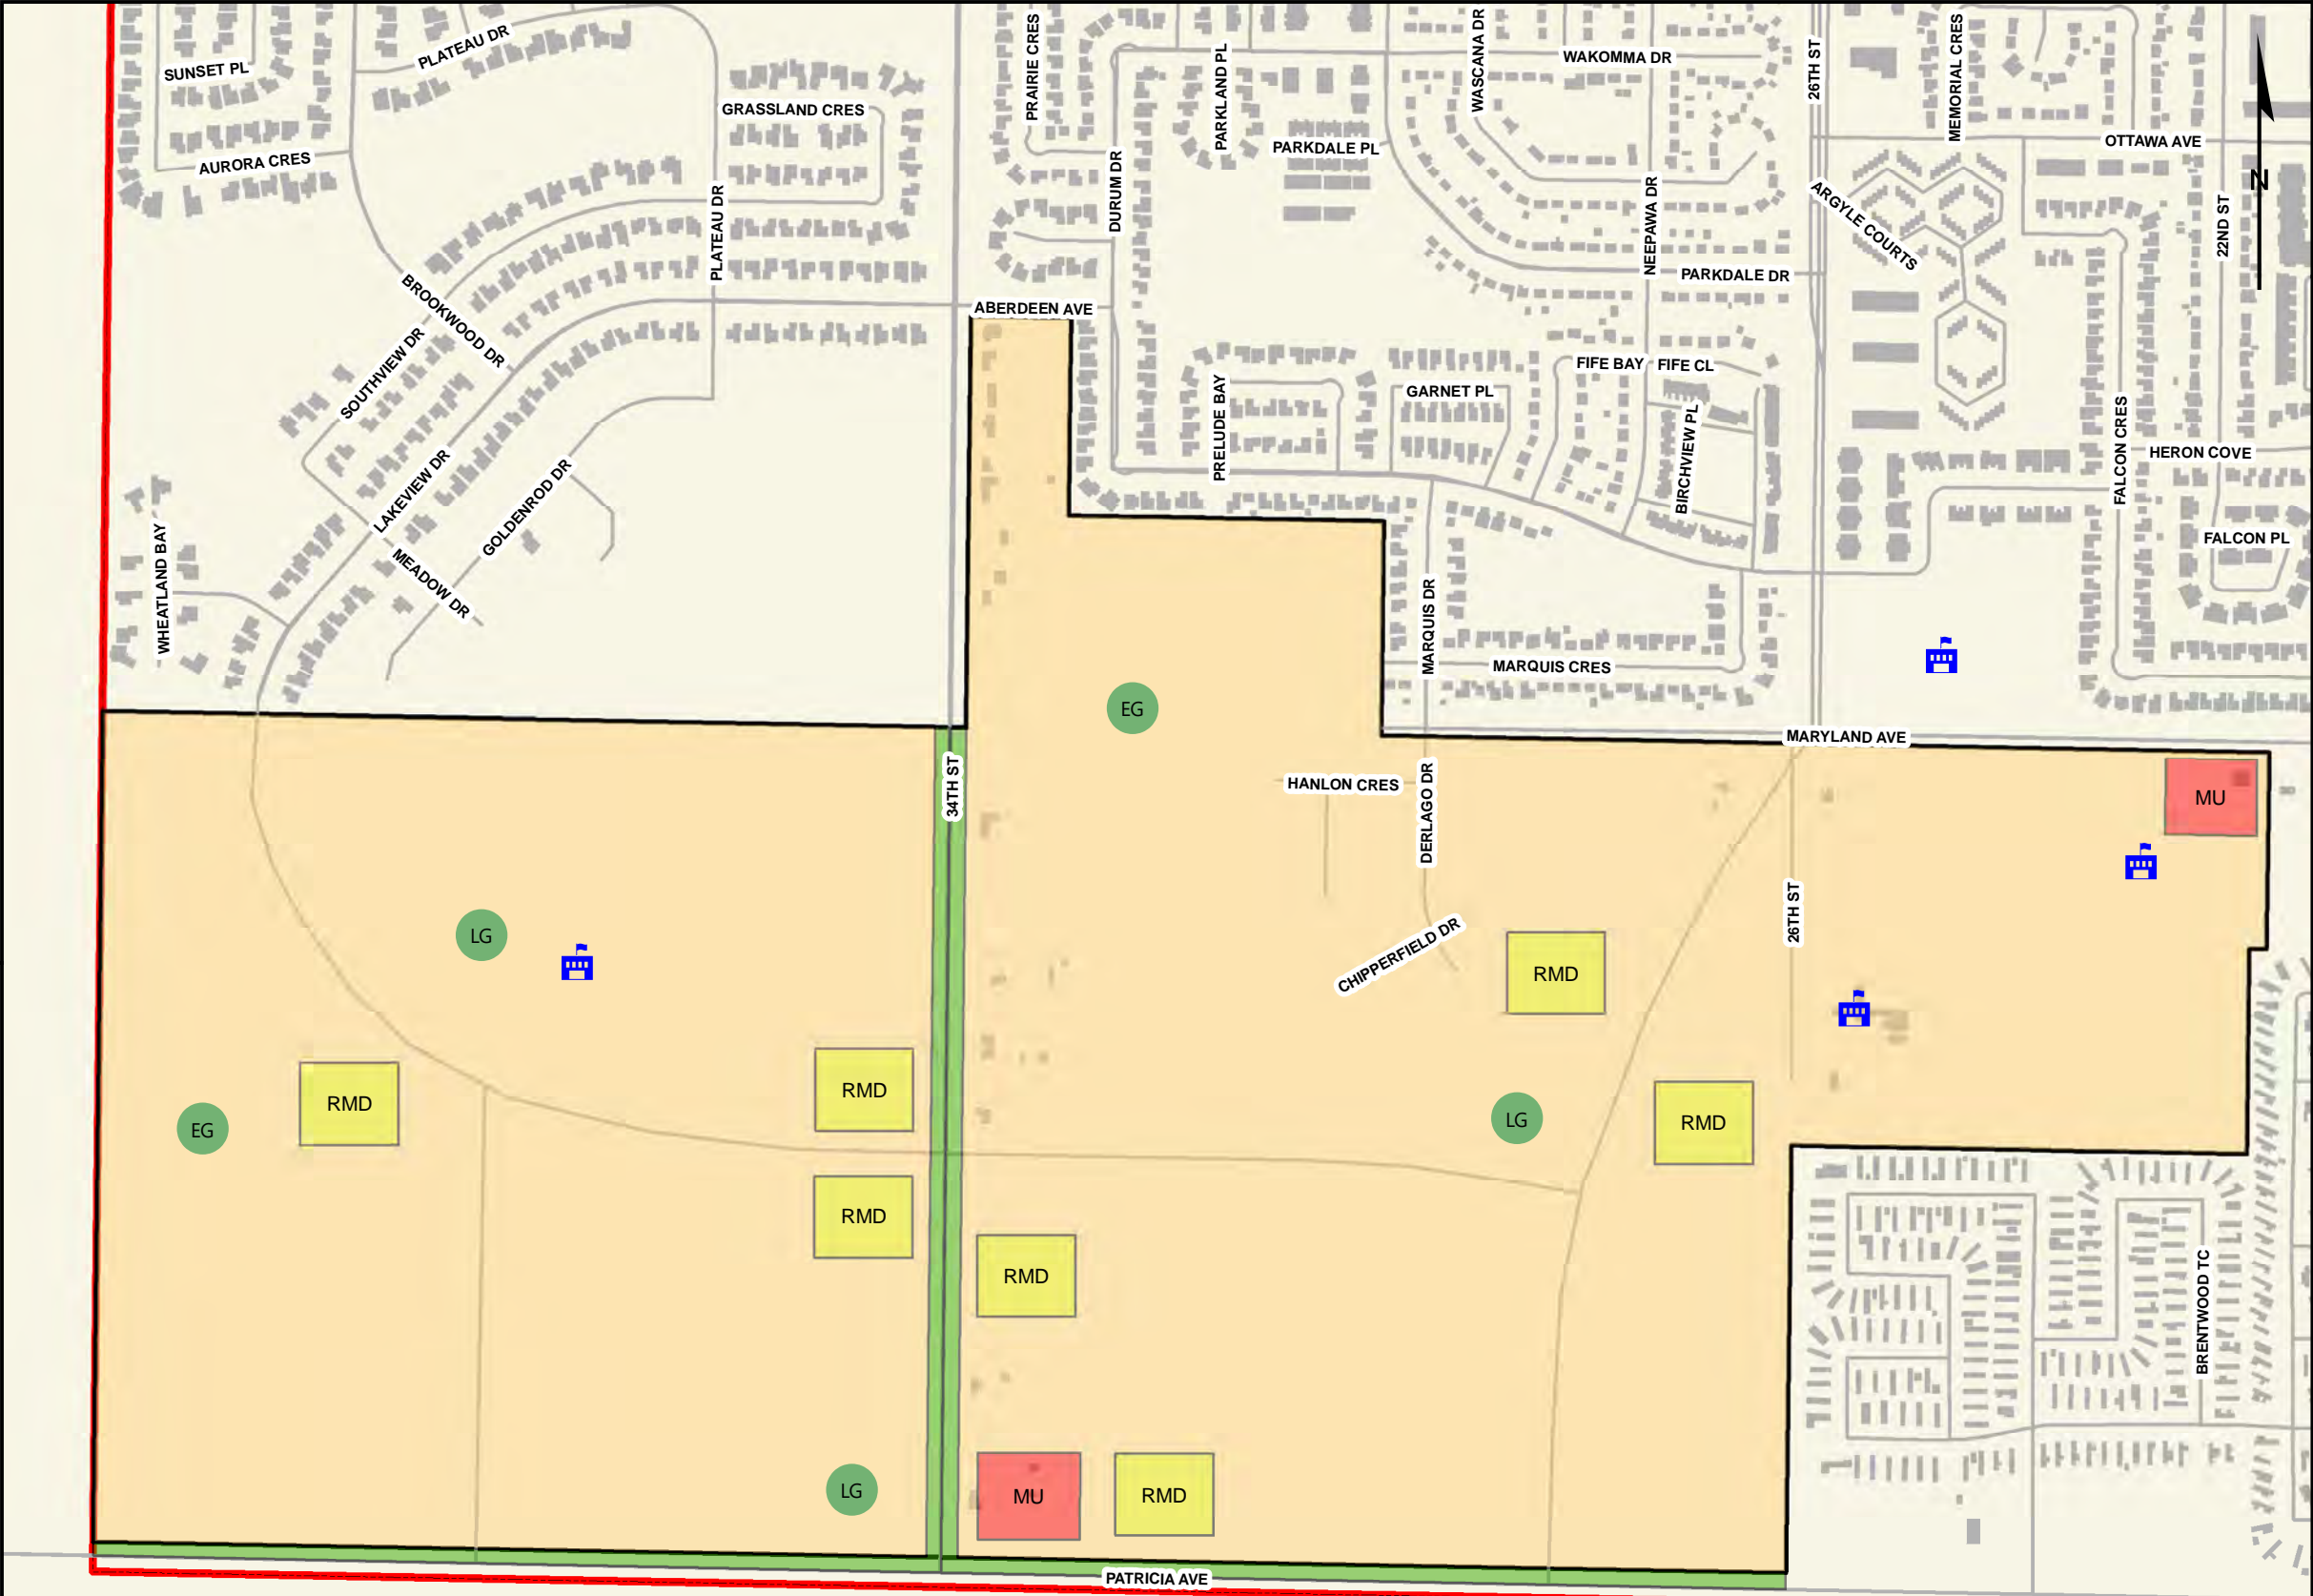 SUNSET PL
PLATEAU DR
PRAIRIE CRES
PARKLAND PL
WASCANA DR
WAKOMMA DR
26TH ST
MEMORIAL CRES
GRASSLAND CRES
AURORA CRES
PARKDALE PL
DURUM DR
OTTAWA AVE
N
PLATEAU DR
NEEPAWA DR
ARGYLE COURTS
22ND ST
PARKDALE DR
BROOKWOOD DR
ABERDEEN AVE
SOUTHVIEW DR
FIFE BAY
FIFE CL
GARNET PL
PRELUDE BAY
BIRCHVIEW PL
FALCON CRES
HERON COVE
LAKEVIEW DR
GOLDENROD DR
FALCON PL
WHEATLAND BAY
MEADOW DR
MARQUIS DR
MARQUIS CRES
EG
MARYLAND AVE
34TH ST
HANLON CRES
DERLAGO DR
MU
26TH ST
LG
CHIPPERFIELD DR
RMD
RMD
RMD
EG
LG
RMD
RMD
RMD
BRENTWOOD TC
LG
MU
RMD
PATRICIA AVE